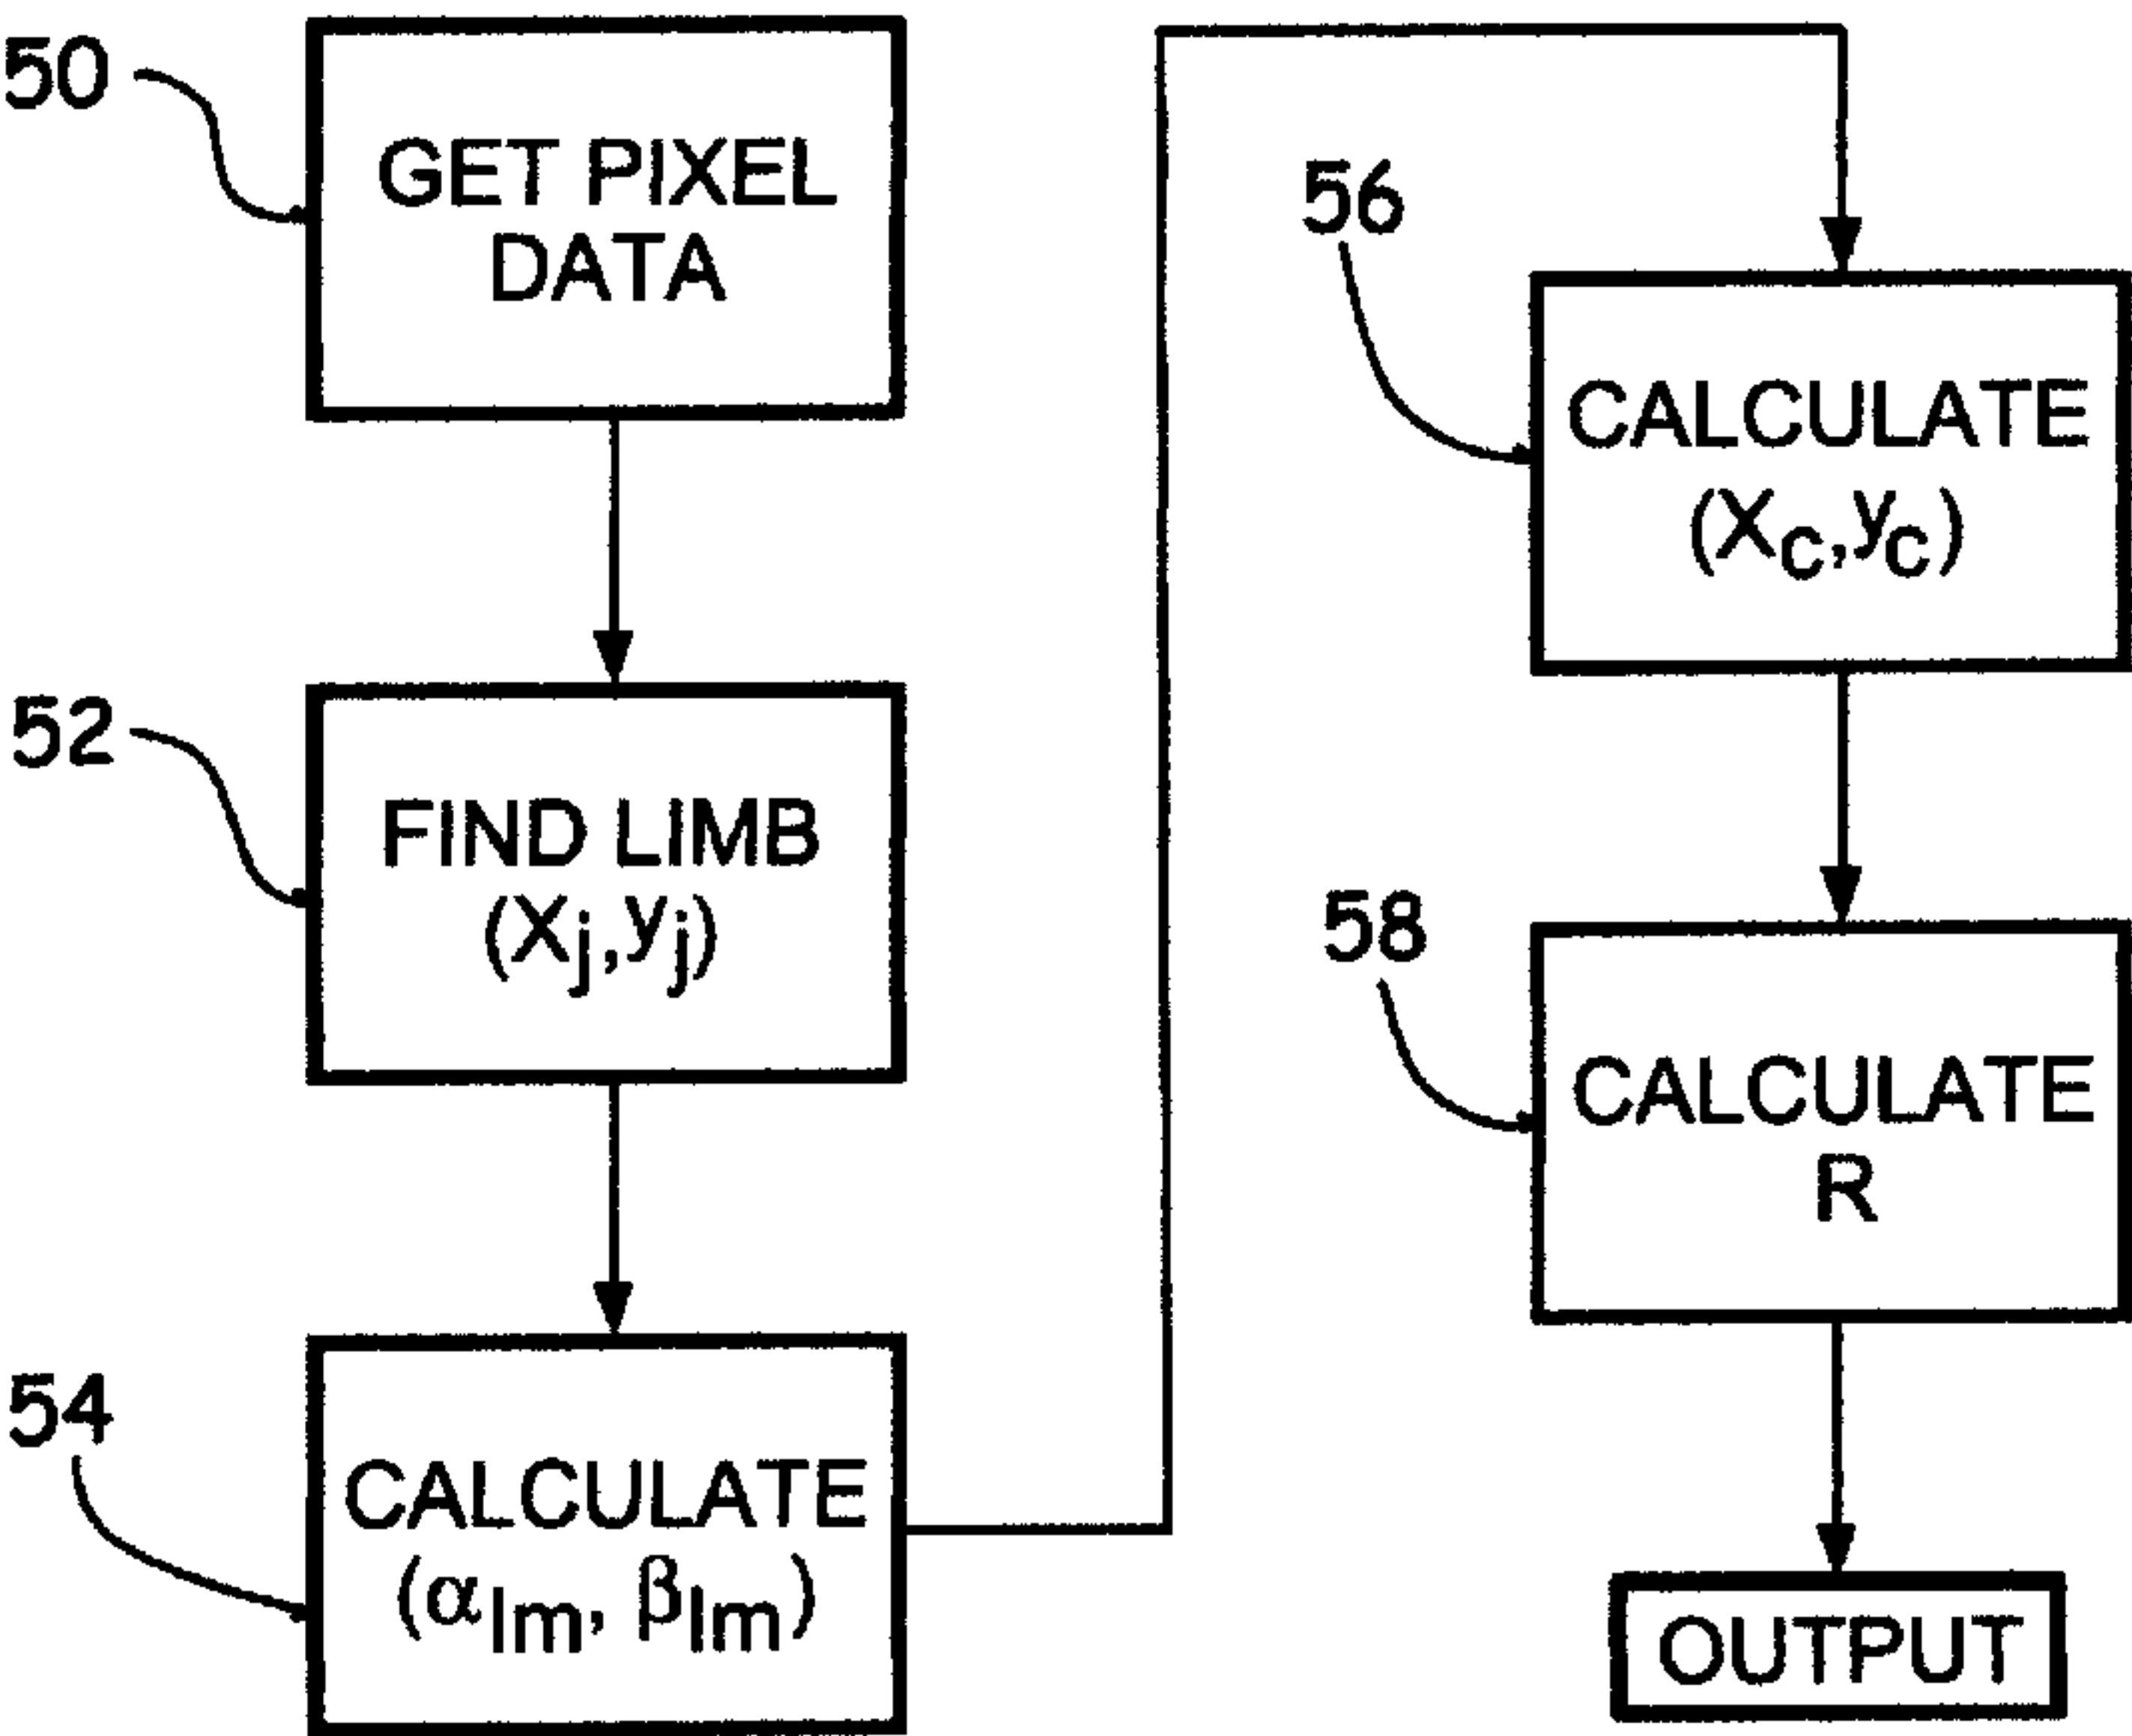 50
GET PIXEL
DATA
52
FIND LIMB
(Xj,yj)
54
CALCULATE
(αlm, βlm)
56
CALCULATE
(Xc,yc)
58
CALCULATE
R
OUTPUT